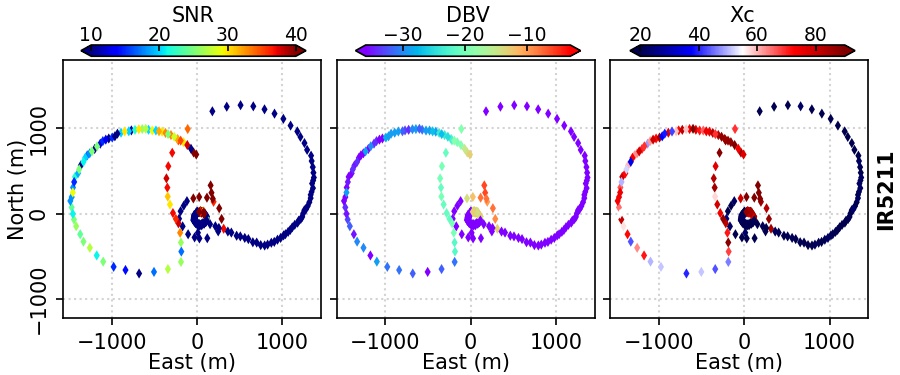 SNR DBV Xc
10 20 30 40 −30 −20 −10 20 40 60 80
North (m)
1000
0
−1000
−1000 0 1000 −1000 0 1000 −1000 0 1000
East (m) East (m) East (m)
IR5211